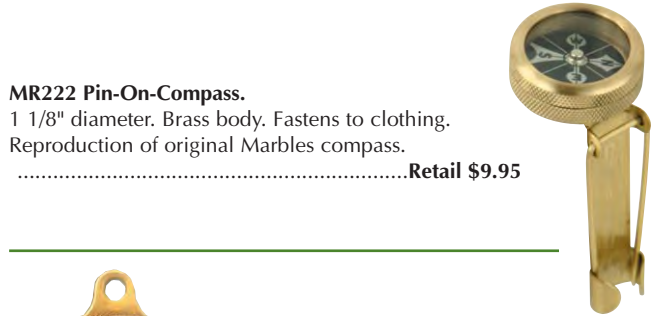 MR222 Pin-On-Compass.
1 1/8" diameter. Brass body. Fastens to clothing.
Reproduction of original Marbles compass.
.................................................................Retail $9.95